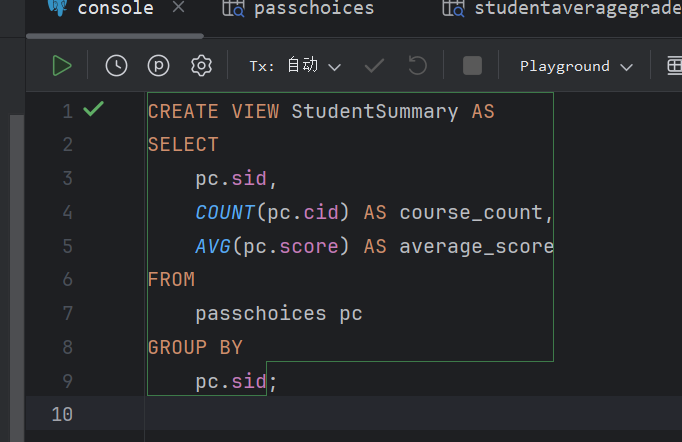 console passchoices studentaveragegrade
Tx: 自动 Playground
1 CREATE VIEW StudentSummary AS
2 SELECT
3 pc.sid,
4 COUNT(pc.cid) AS course_count,
5 AVG(pc.score) AS average_score
6 FROM
7 passchoices pc
8 GROUP BY
9 pc.sid;
10